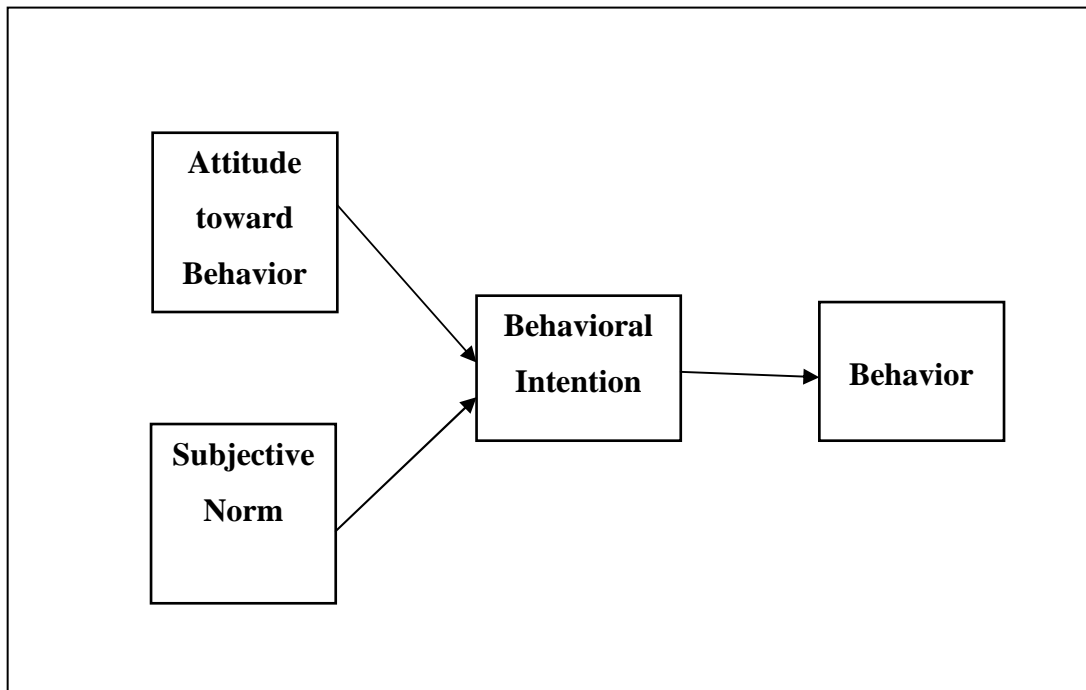 Attitude
toward
Behavior
Subjective
Norm
Behavioral
Intention
Behavior